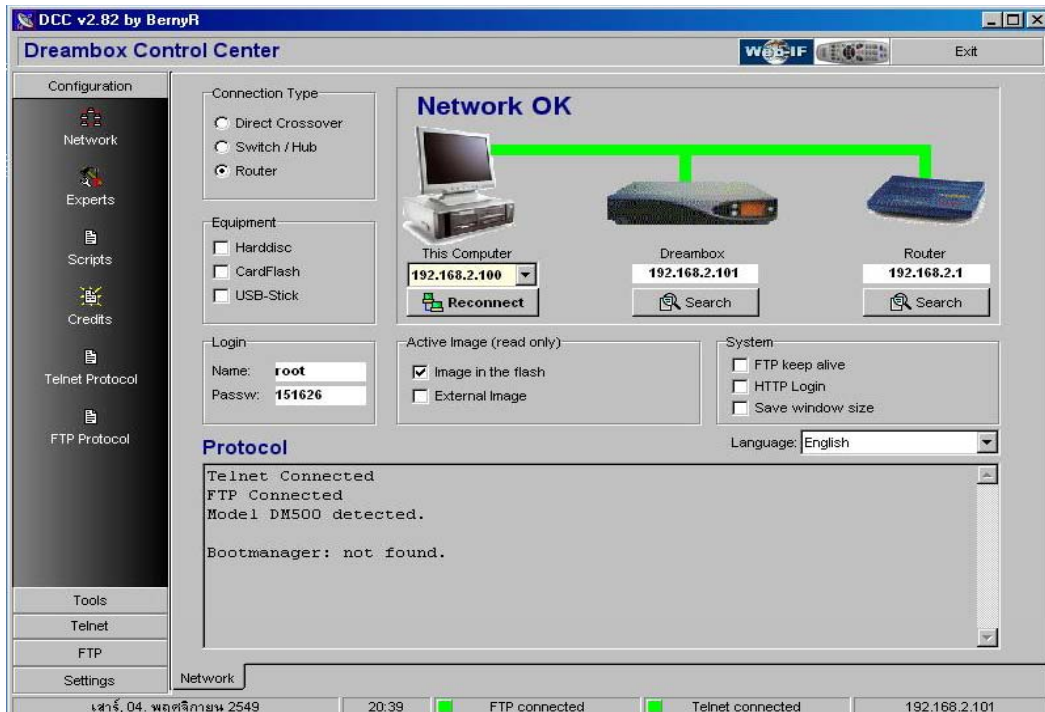 DCC v2.82 by BernyR
Dreambox Control Center
Web-IF
Exit
Configuration
Network
Experts
Scripts
Credits
Telnet Protocol
FTP Protocol
Tools
Telnet
FTP
Settings
Connection Type
Direct Crossover
Switch / Hub
Router
Equipment
Harddisc
CardFlash
USB-Stick
Network OK
This Computer
192.168.2.100
Reconnect
Dreambox
192.168.2.101
Search
Router
192.168.2.1
Search
Login
Name: root
Passw: 151626
Active Image (read only)
Image in the flash
External Image
System
FTP keep alive
HTTP Login
Save window size
Language: English
Protocol
Telnet Connected
FTP Connected
Model DM500 detected.
Bootmanager: not found.
Network
เสาร์, 04. พฤศจิกายน 2549
20:39
FTP connected
Telnet connected
192.168.2.101